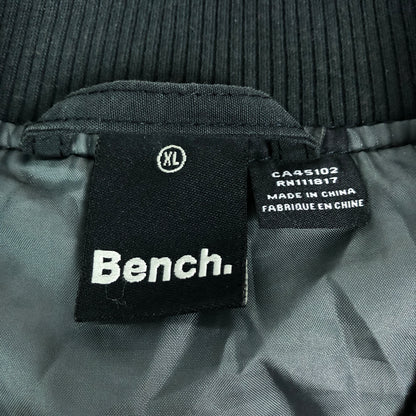 XL
Bench.
CA45102
RN111817
MADE IN CHINA
FABRIQUE EN CHINE